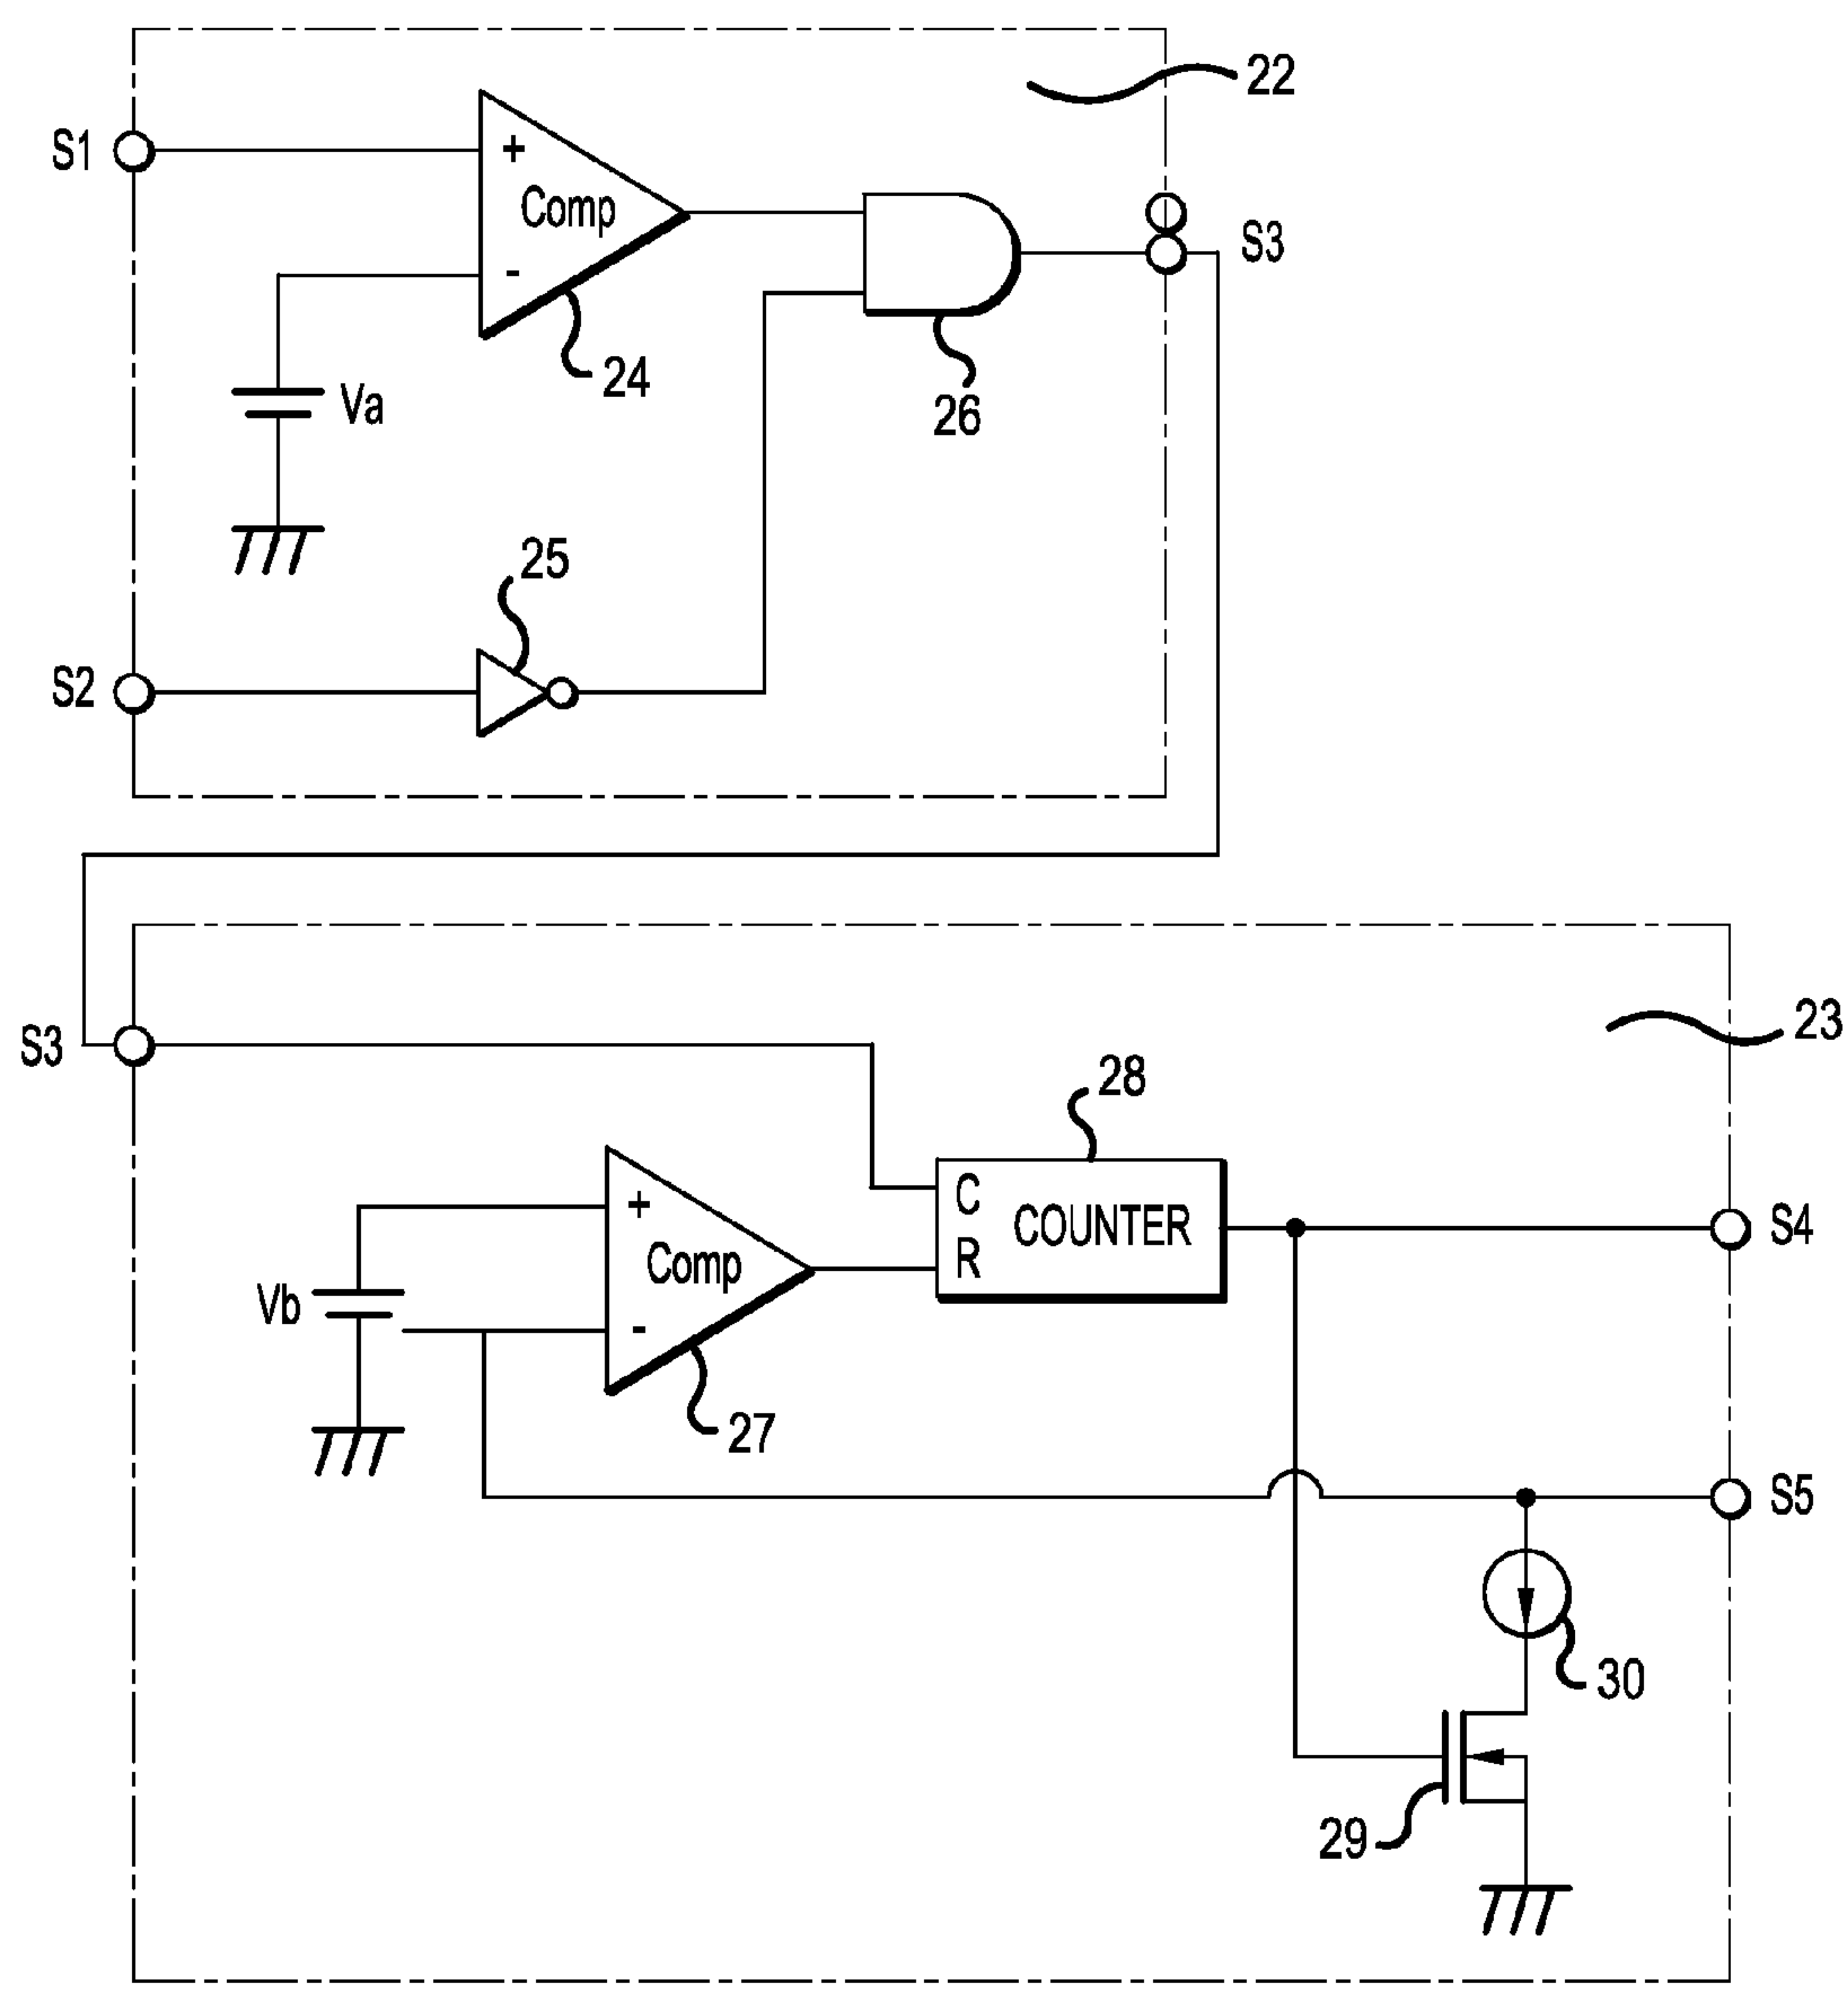 22
S1
+
Comp
-
S3
24
Va
26
25
S2
23
S3
28
+
C
COUNTER
S4
Comp
R
Vb
-
27
S5
30
29